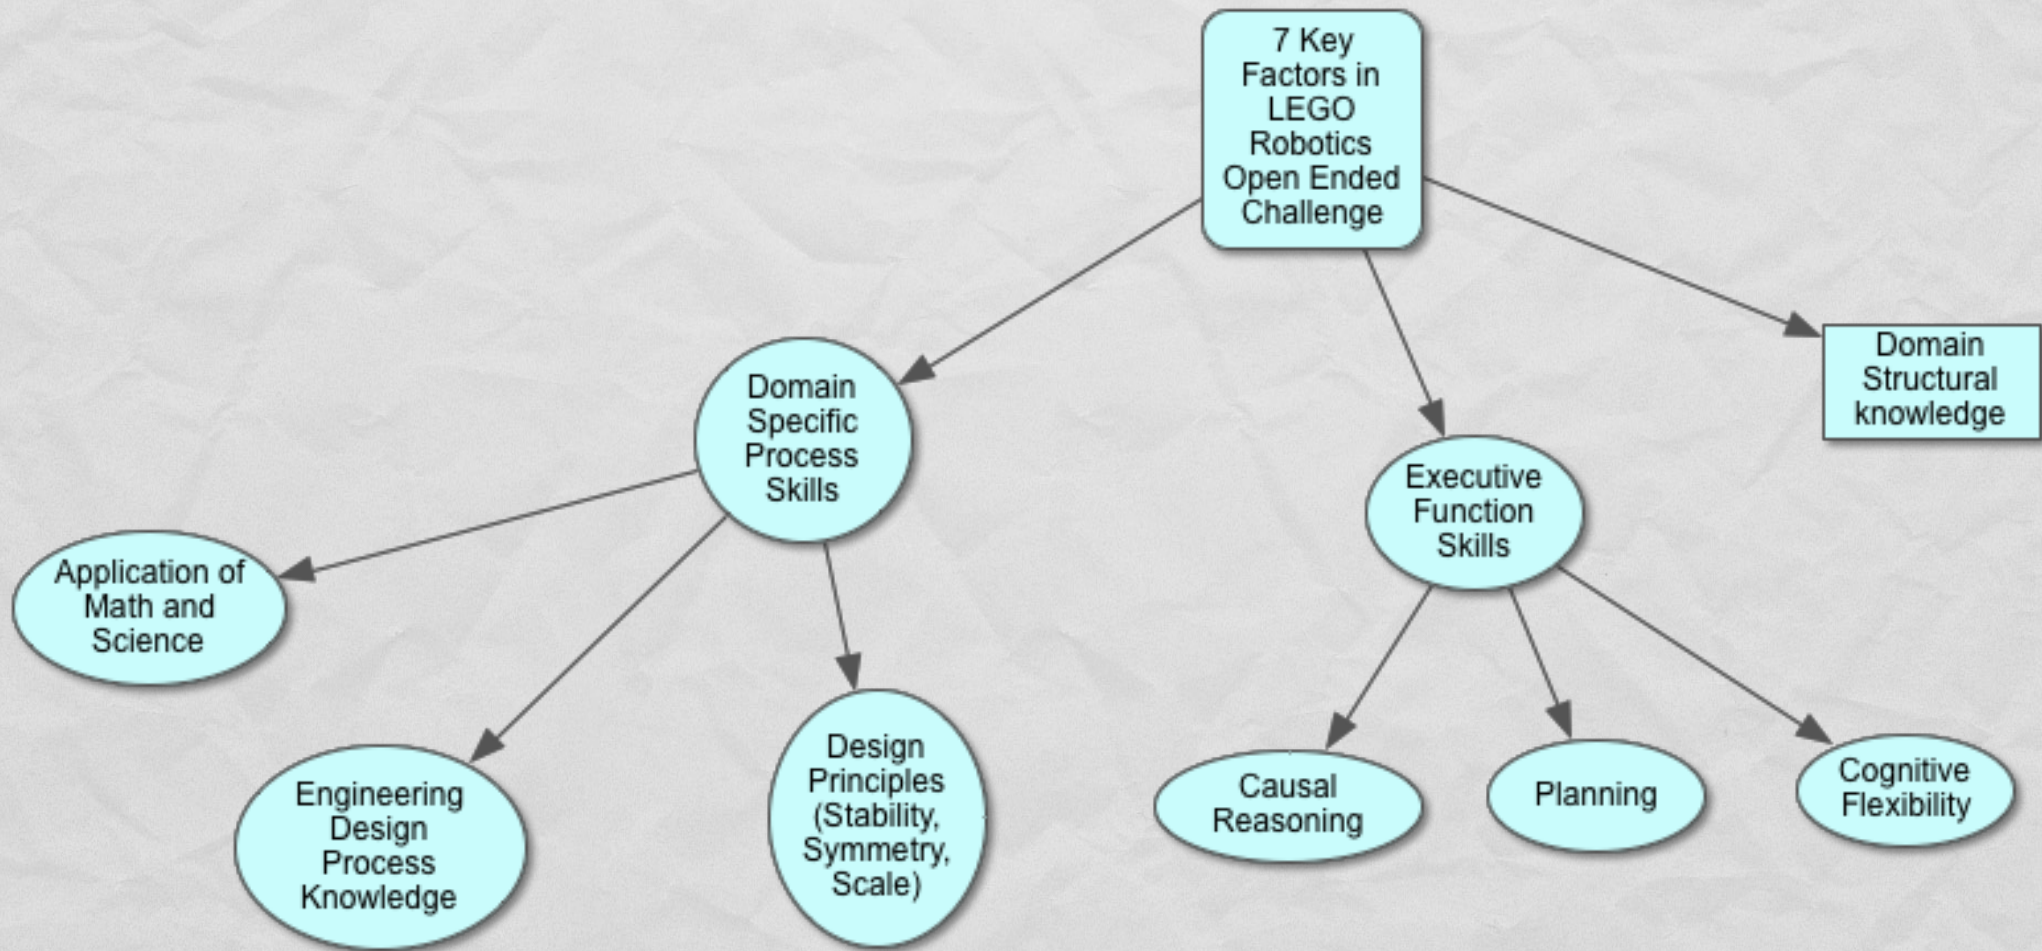 7 Key
Factors in
LEGO
Robotics
Open Ended
Challenge
Domain
Structural
knowledge
Domain
Specific
Process
Skills
Executive
Function
Skills
Application of
Math and
Science
Engineering
Design
Process
Knowledge
Design
Principles
(Stability,
Symmetry,
Scale)
Causal
Reasoning
Planning
Cognitive
Flexibility